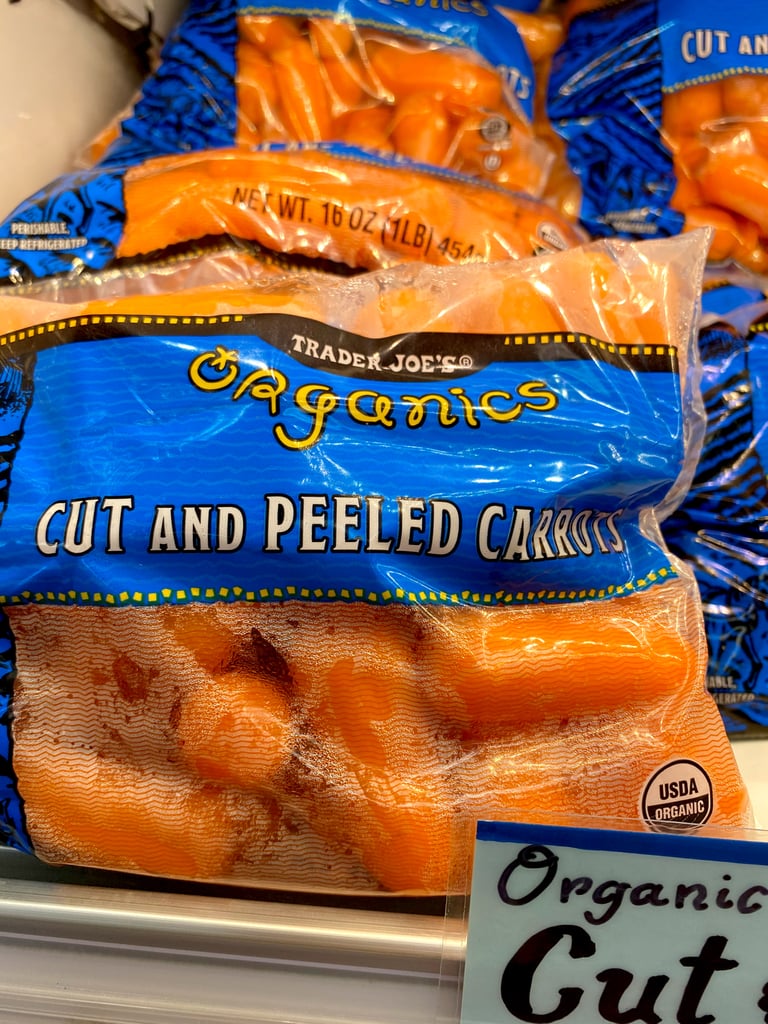 CUT AN
NET WT. 16 OZ (1LB) 454
PERISHABLE,
KEEP REFRIGERATED
TRADER JOE'S®
Organics
CUT AND PEELED CARROTS
USDA
ORGANIC
Organic
Cut